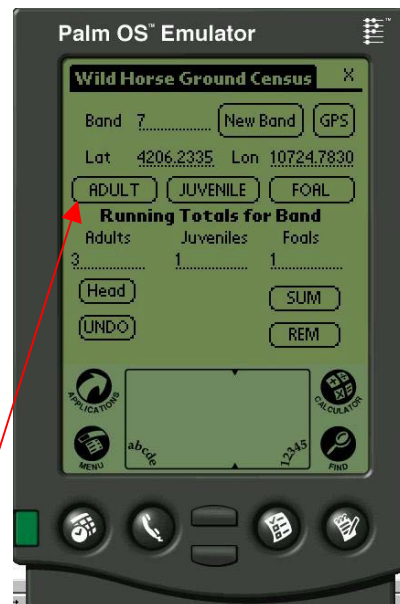 Palm OS™ Emulator
Wild Horse Ground Census X
Band 7 New Band GPS
Lat 4206.2335 Lon 10724.7830
ADULT JUVENILE FOAL
Running Totals for Band
Adults Juveniles Foals
3 1 1
Head SUM
UNDO REM
APPLICATIONS CALCULATOR
abcde 12345
MENU FIND